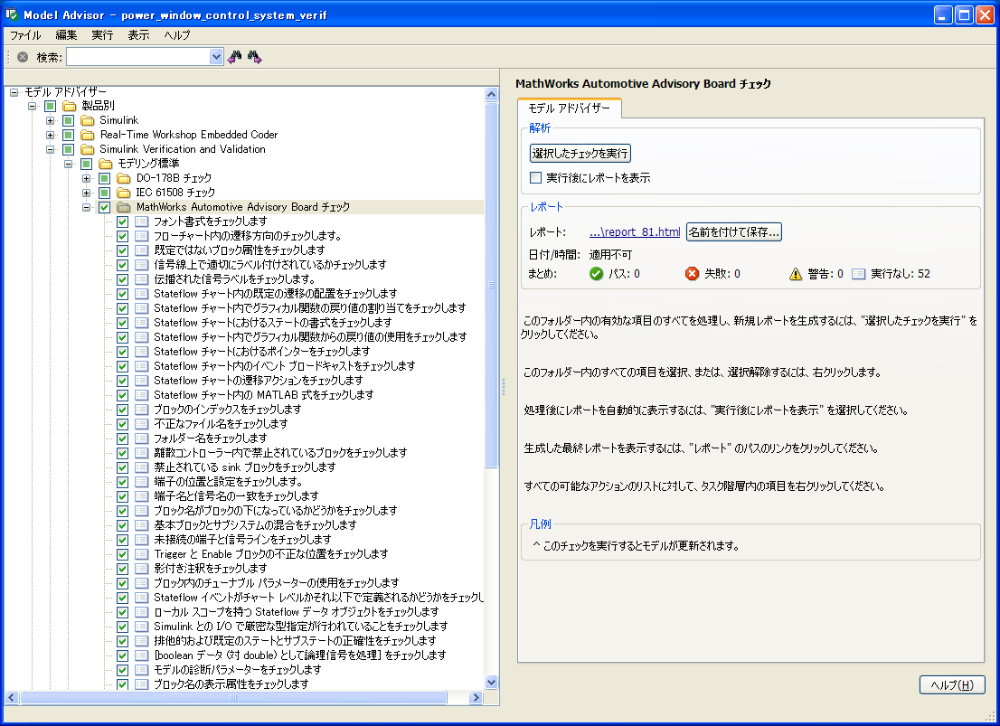 Model Advisor - power_window_control_system_verif
ファイル 編集 実行 表示 ヘルプ
検索:
モデル アドバイザー
製品別
Simulink
Real-Time Workshop Embedded Coder
Simulink Verification and Validation
モデリング標準
DO-178B チェック
IEC 61508 チェック
MathWorks Automotive Advisory Board チェック
フォント書式をチェックします
フローチャート内の遷移方向のチェックします。
既定ではないブロック属性をチェックします
信号線上で適切にラベル付けされているかチェックします
伝播された信号ラベルをチェックします。
Stateflow チャート内の既定の遷移の配置をチェックします
Stateflow チャート内でグラフィカル関数の戻り値の割り当てをチェックします
Stateflow チャートにおけるステートの書式をチェックします
Stateflow チャート内でグラフィカル関数からの戻り値の使用をチェックします
Stateflow チャートにおけるポインターをチェックします
Stateflow チャート内のイベント ブロードキャストをチェックします
Stateflow チャートの遷移アクションをチェックします
Stateflow チャート内の MATLAB 式をチェックします
ブロックのインデックスをチェックします
不正なファイル名をチェックします
フォルダー名をチェックします
離散コントローラー内で禁止されているブロックをチェックします
禁止されている sink ブロックをチェックします
端子の位置と設定をチェックします。
端子名と信号名の一致をチェックします
ブロック名がブロックの下になっているかどうかをチェックします
基本ブロックとサブシステムの混合をチェックします
未接続の端子と信号ラインをチェックします
Trigger と Enable ブロックの不正な位置をチェックします
影付き注釈をチェックします
ブロック内のチューナブル パラメーターの使用をチェックします
Stateflow イベントがチャート レベルかそれ以下で定義されるかどうかをチェックし
ローカル スコープを持つ Stateflow データ オブジェクトをチェックします
Simulink との I/O で厳密な型指定が行われていることをチェックします
排他的および既定のステートとサブステートの正確性をチェックします
[boolean データ (対 double) として論理信号を処理] をチェックします
モデルの診断パラメーターをチェックします
ブロック名の表示属性をチェックします
MathWorks Automotive Advisory Board チェック
モデル アドバイザー
解析
選択したチェックを実行
実行後にレポートを表示
レポート
レポート: ...\report_81.html 名前を付けて保存...
日付/時間: 適用不可
まとめ: パス: 0 失敗: 0 警告: 0 実行なし: 52
このフォルダー内の有効な項目のすべてを処理し、新規レポートを生成するには、"選択したチェックを実行" を
クリックしてください。
このフォルダー内のすべての項目を選択、または、選択解除するには、右クリックします。
処理後にレポートを自動的に表示するには、"実行後にレポートを表示" を選択してください。
生成した最終レポートを表示するには、"レポート" のパスのリンクをクリックしてください。
すべての可能なアクションのリストに対して、タスク階層内の項目を右クリックしてください。
凡例
^ このチェックを実行するとモデルが更新されます。
ヘルプ(H)